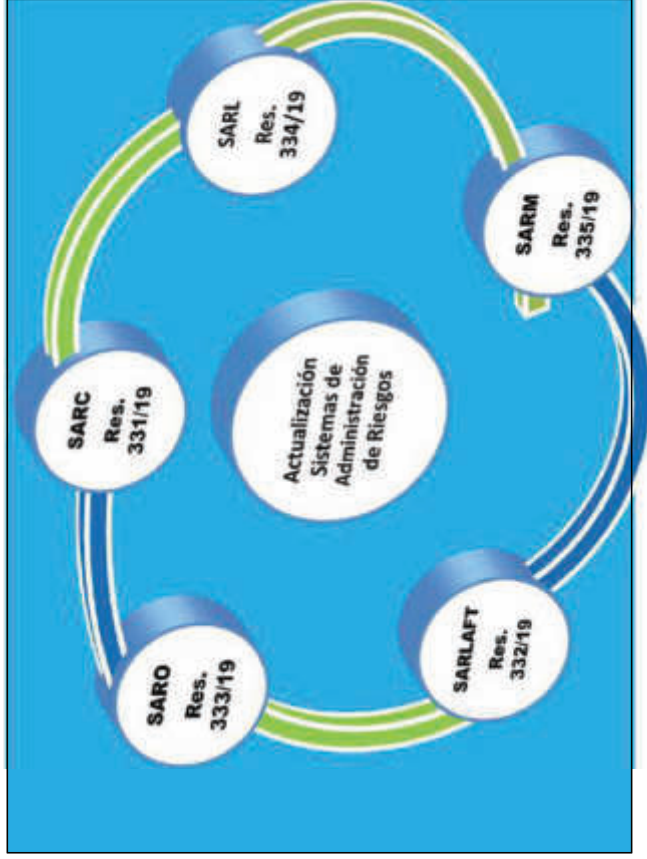 SARC
Res.
331/19
SARO
Res.
333/19
SARL
Res.
334/19
Actualización
Sistemas de
Administración
de Riesgos
SARLAFT
Res.
332/19
SARM
Res.
335/19